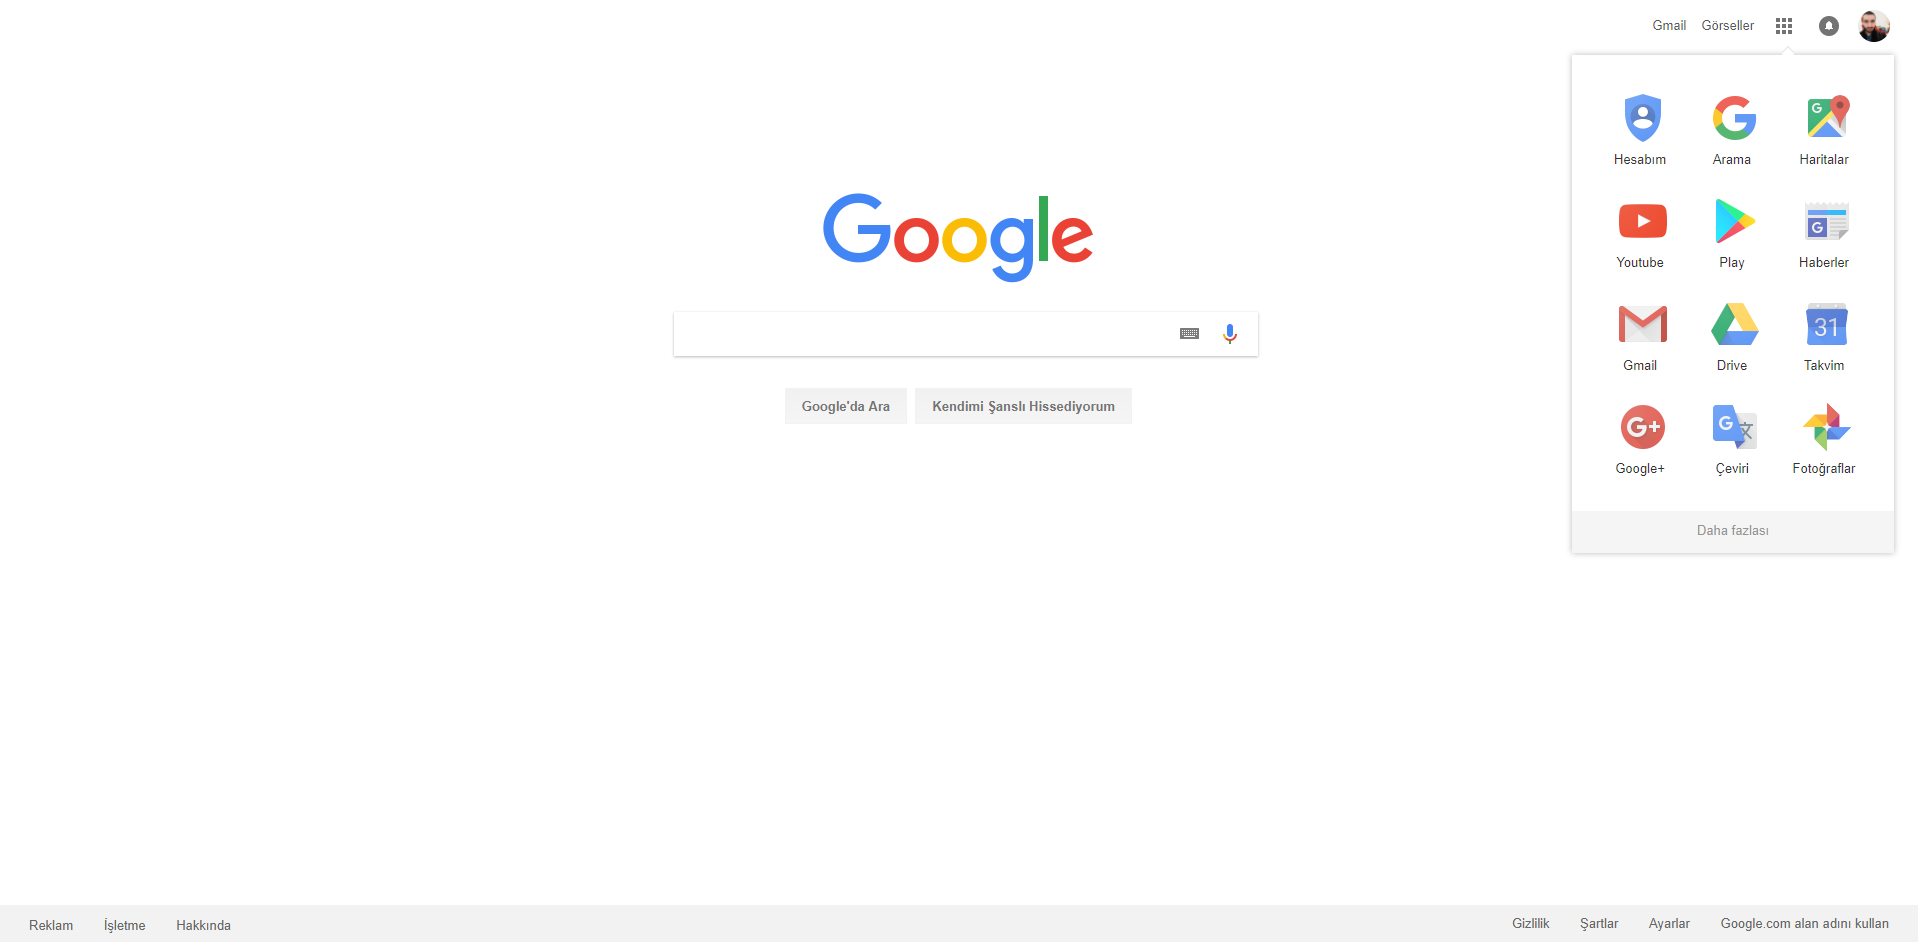 Gmail Görseller
Google
Hesabım Arama Haritalar
Youtube Play Haberler
31
Gmail Drive Takvim
G+
Google+ Çeviri Fotoğraflar
Daha fazlası
Google'da Ara Kendimi Şanslı Hissediyorum
Reklam İşletme Hakkında
Gizlilik Şartlar Ayarlar Google.com alan adını kullan